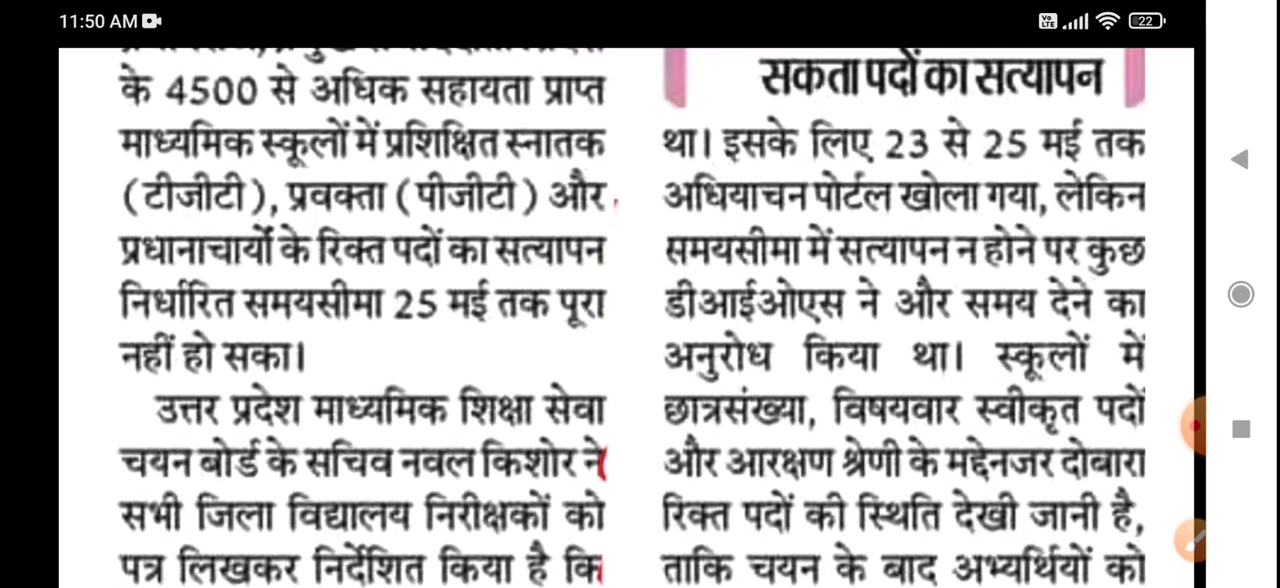 11:50 AM
Vo LTE
22
के 4500 से अधिक सहायता प्राप्त
माध्यमिक स्कूलों में प्रशिक्षित स्नातक
(टीजीटी), प्रवक्ता (पीजीटी) और
प्रधानाचार्यों के रिक्त पदों का सत्यापन
निर्धारित समयसीमा 25 मई तक पूरा
नहीं हो सका।
उत्तर प्रदेश माध्यमिक शिक्षा सेवा
चयन बोर्ड के सचिव नवल किशोर ने
सभी जिला विद्यालय निरीक्षकों को
पत्र लिखकर निर्देशित किया है कि
सकता पदों का सत्यापन
था। इसके लिए 23 से 25 मई तक
अधियाचन पोर्टल खोला गया, लेकिन
समयसीमा में सत्यापन न होने पर कुछ
डीआईओएस ने और समय देने का
अनुरोध किया था। स्कूलों में
छात्रसंख्या, विषयवार स्वीकृत पदों
और आरक्षण श्रेणी के मद्देनजर दोबारा
रिक्त पदों की स्थिति देखी जानी है,
ताकि चयन के बाद अभ्यर्थियों को